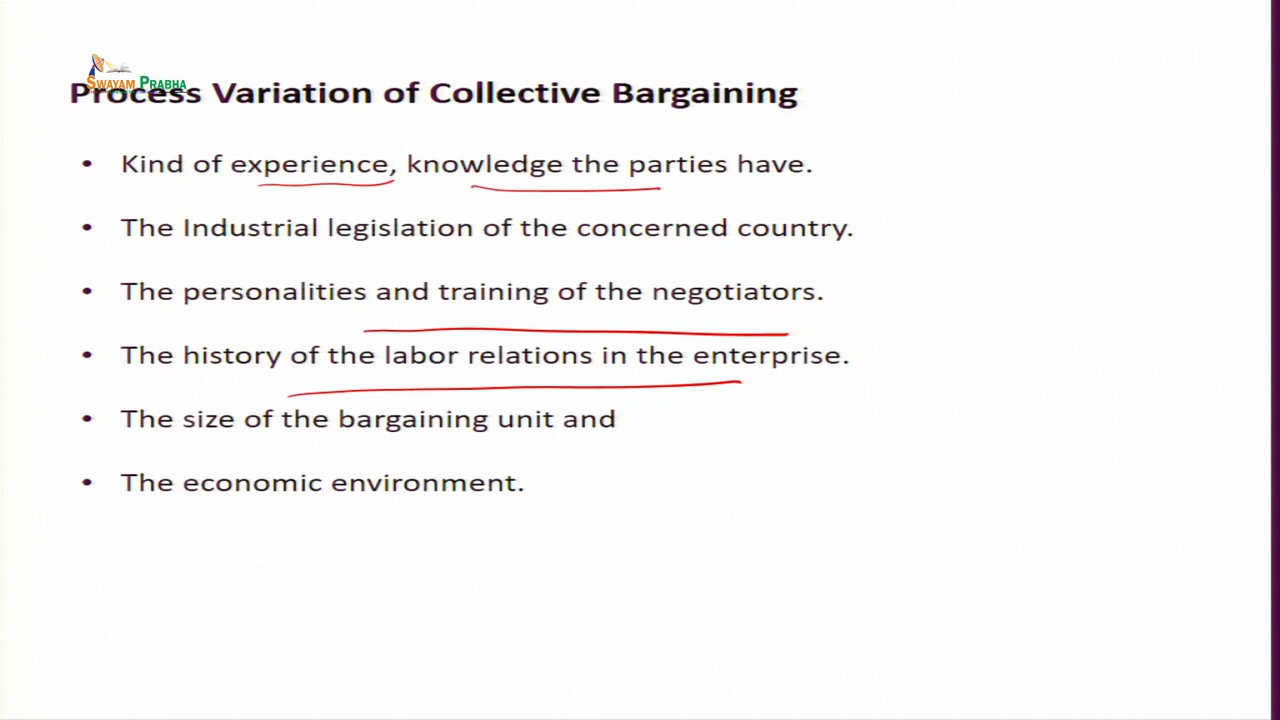 SWAYAM PRABHA
Process Variation of Collective Bargaining
• Kind of experience, knowledge the parties have.
• The Industrial legislation of the concerned country.
• The personalities and training of the negotiators.
• The history of the labor relations in the enterprise.
• The size of the bargaining unit and
• The economic environment.